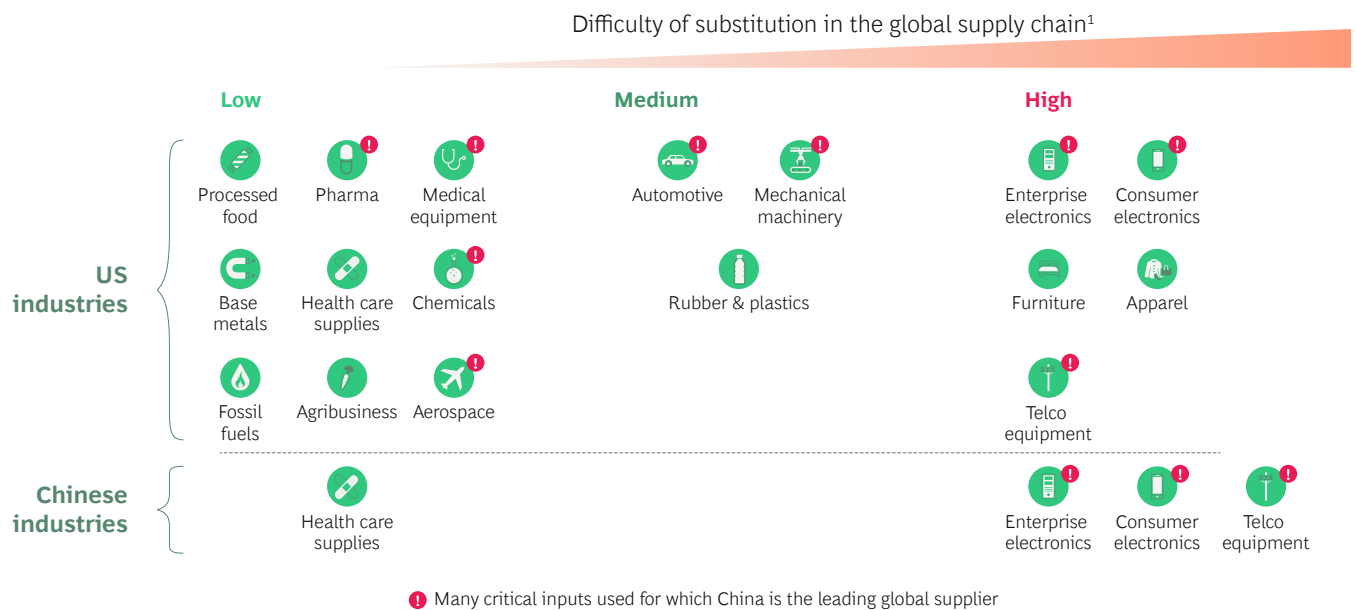 Difficulty of substitution in the global supply chain¹
Low
Medium
High
US
industries
Processed
food
Pharma
Medical
equipment
Automotive
Mechanical
machinery
Enterprise
electronics
Consumer
electronics
Base
metals
Health care
supplies
Chemicals
Rubber & plastics
Furniture
Apparel
Fossil
fuels
Agribusiness
Aerospace
Telco
equipment
Chinese
industries
Health care
supplies
Enterprise
electronics
Consumer
electronics
Telco
equipment
! Many critical inputs used for which China is the leading global supplier